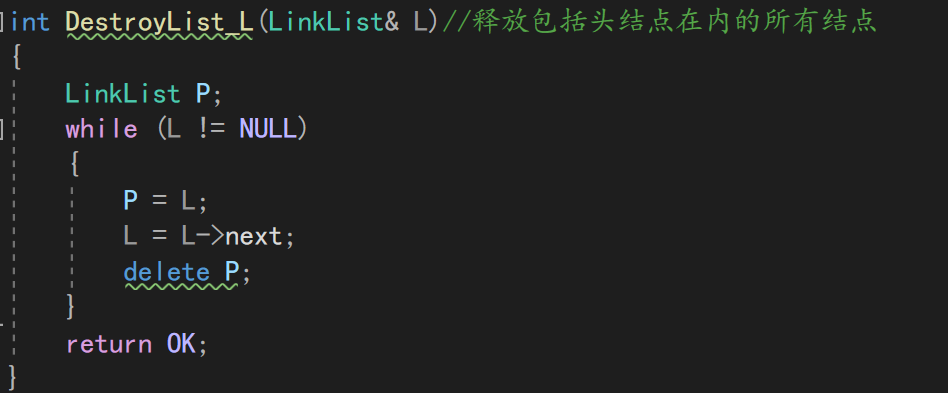 int DestroyList_L(LinkList& L)//释放包括头结点在内的所有结点
{
LinkList P;
while (L != NULL)
{
P = L;
L = L->next;
delete P;
}
return OK;
}